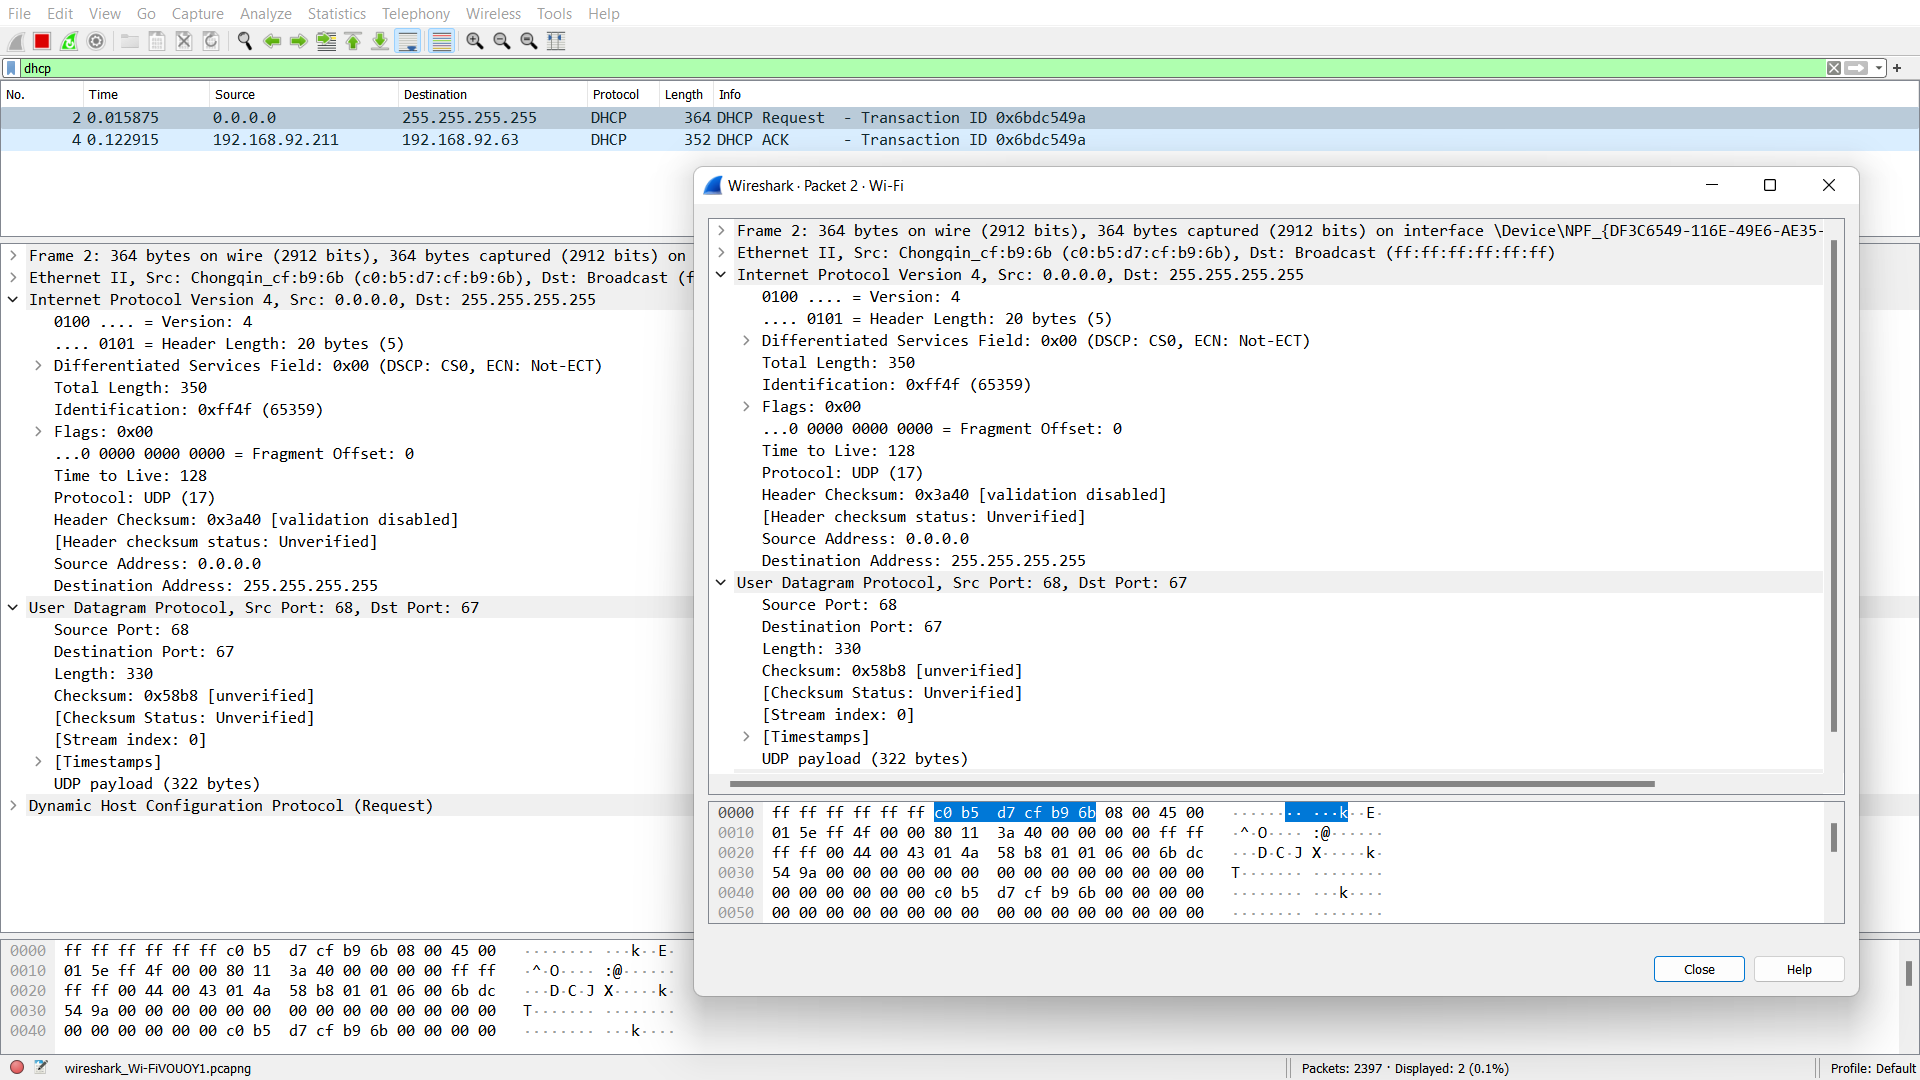 File Edit View Go Capture Analyze Statistics Telephony Wireless Tools Help
dhcp
No. Time Source Destination Protocol Length Info
2 0.015875 0.0.0.0 255.255.255.255 DHCP 364 DHCP Request - Transaction ID 0x6bdc549a
4 0.122915 192.168.92.211 192.168.92.63 DHCP 352 DHCP ACK - Transaction ID 0x6bdc549a
Frame 2: 364 bytes on wire (2912 bits), 364 bytes captured (2912 bits) on
Ethernet II, Src: Chongqin_cf:b9:6b (c0:b5:d7:cf:b9:6b), Dst: Broadcast (f
Internet Protocol Version 4, Src: 0.0.0.0, Dst: 255.255.255.255
0100 .... = Version: 4
.... 0101 = Header Length: 20 bytes (5)
Differentiated Services Field: 0x00 (DSCP: CS0, ECN: Not-ECT)
Total Length: 350
Identification: 0xff4f (65359)
Flags: 0x00
...0 0000 0000 0000 = Fragment Offset: 0
Time to Live: 128
Protocol: UDP (17)
Header Checksum: 0x3a40 [validation disabled]
[Header checksum status: Unverified]
Source Address: 0.0.0.0
Destination Address: 255.255.255.255
User Datagram Protocol, Src Port: 68, Dst Port: 67
Source Port: 68
Destination Port: 67
Length: 330
Checksum: 0x58b8 [unverified]
[Checksum Status: Unverified]
[Stream index: 0]
[Timestamps]
UDP payload (322 bytes)
Dynamic Host Configuration Protocol (Request)
0000 ff ff ff ff ff ff c0 b5 d7 cf b9 6b 08 00 45 00 ········ ···k··E·
0010 01 5e ff 4f 00 00 80 11 3a 40 00 00 00 00 ff ff ·^·O···· :@······
0020 ff ff 00 44 00 43 01 4a 58 b8 01 01 06 00 6b dc ···D·C·J X·····k·
0030 54 9a 00 00 00 00 00 00 00 00 00 00 00 00 00 00 T······· ········
0040 00 00 00 00 00 00 c0 b5 d7 cf b9 6b 00 00 00 00 ········ ···k····
Wireshark · Packet 2 · Wi-Fi
Frame 2: 364 bytes on wire (2912 bits), 364 bytes captured (2912 bits) on interface \Device\NPF_{DF3C6549-116E-49E6-AE35-
Ethernet II, Src: Chongqin_cf:b9:6b (c0:b5:d7:cf:b9:6b), Dst: Broadcast (ff:ff:ff:ff:ff:ff)
Internet Protocol Version 4, Src: 0.0.0.0, Dst: 255.255.255.255
0100 .... = Version: 4
.... 0101 = Header Length: 20 bytes (5)
Differentiated Services Field: 0x00 (DSCP: CS0, ECN: Not-ECT)
Total Length: 350
Identification: 0xff4f (65359)
Flags: 0x00
...0 0000 0000 0000 = Fragment Offset: 0
Time to Live: 128
Protocol: UDP (17)
Header Checksum: 0x3a40 [validation disabled]
[Header checksum status: Unverified]
Source Address: 0.0.0.0
Destination Address: 255.255.255.255
User Datagram Protocol, Src Port: 68, Dst Port: 67
Source Port: 68
Destination Port: 67
Length: 330
Checksum: 0x58b8 [unverified]
[Checksum Status: Unverified]
[Stream index: 0]
[Timestamps]
UDP payload (322 bytes)
0000 ff ff ff ff ff ff c0 b5 d7 cf b9 6b 08 00 45 00 ········ ···k··E·
0010 01 5e ff 4f 00 00 80 11 3a 40 00 00 00 00 ff ff ·^·O···· :@······
0020 ff ff 00 44 00 43 01 4a 58 b8 01 01 06 00 6b dc ···D·C·J X·····k·
0030 54 9a 00 00 00 00 00 00 00 00 00 00 00 00 00 00 T······· ········
0040 00 00 00 00 00 00 c0 b5 d7 cf b9 6b 00 00 00 00 ········ ···k····
0050 00 00 00 00 00 00 00 00 00 00 00 00 00 00 00 00 ········ ········
Close Help
wireshark_Wi-FiVOUOY1.pcapng
Packets: 2397 · Displayed: 2 (0.1%)
Profile: Default